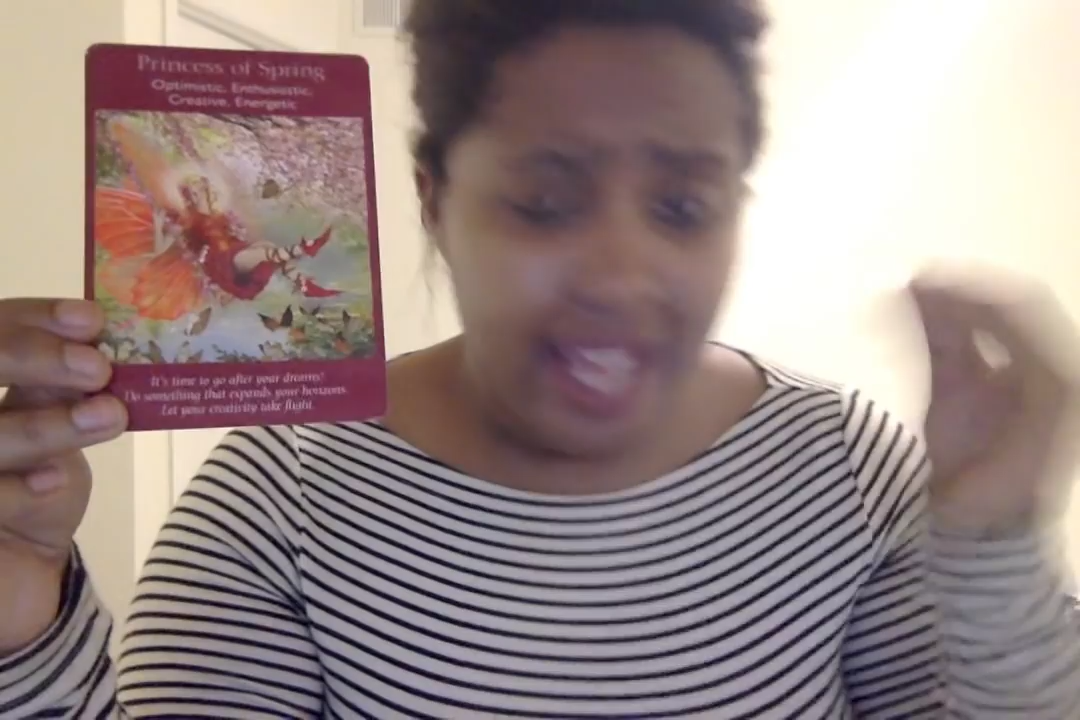 Princess of Spring
Optimistic, Enthusiastic,
Creative, Energetic
It's time to go after your dreams!
Do something that expands your horizons.
Let your creativity take flight.